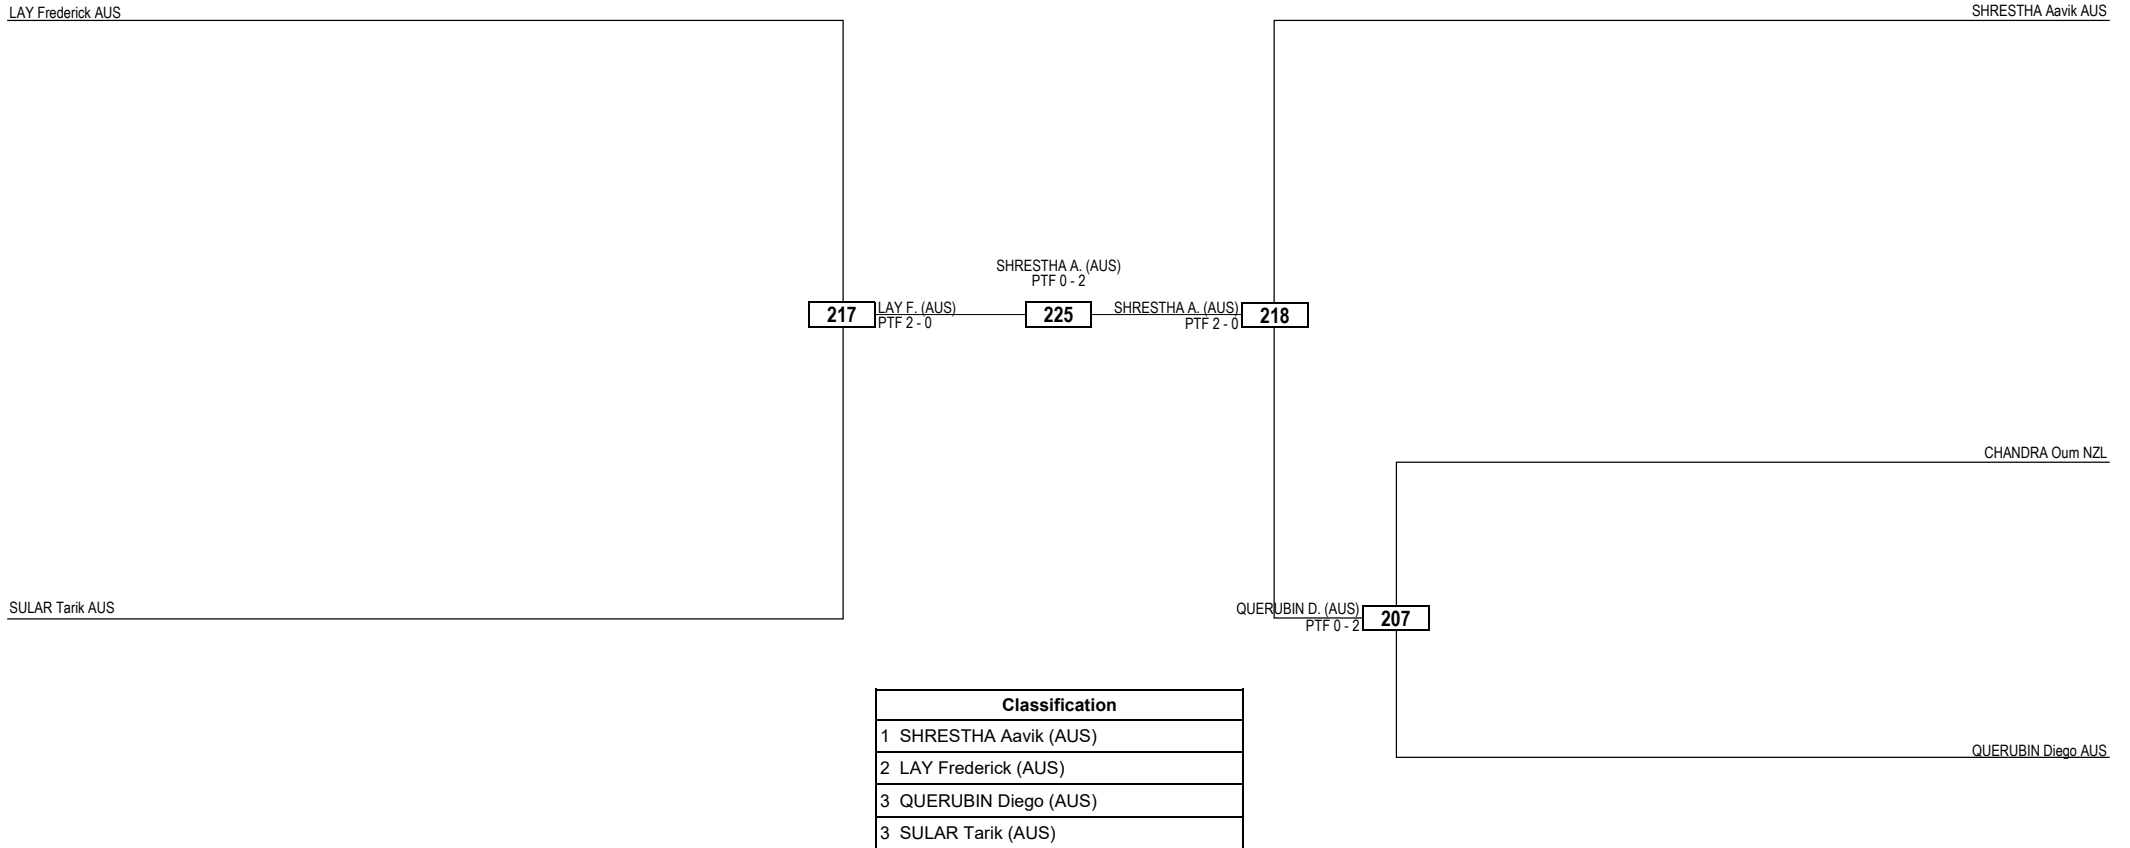 LAY Frederick AUS
SHRESTHA Aavik AUS
SHRESTHA A. (AUS)
PTF 0 - 2
217
LAY F. (AUS)
PTF 2 - 0
225
SHRESTHA A. (AUS)
PTF 2 - 0
218
CHANDRA Oum NZL
SULAR Tarik AUS
QUERUBIN D. (AUS)
PTF 0 - 2
207
QUERUBIN Diego AUS
Classification
1 SHRESTHA Aavik (AUS)
2 LAY Frederick (AUS)
3 QUERUBIN Diego (AUS)
3 SULAR Tarik (AUS)